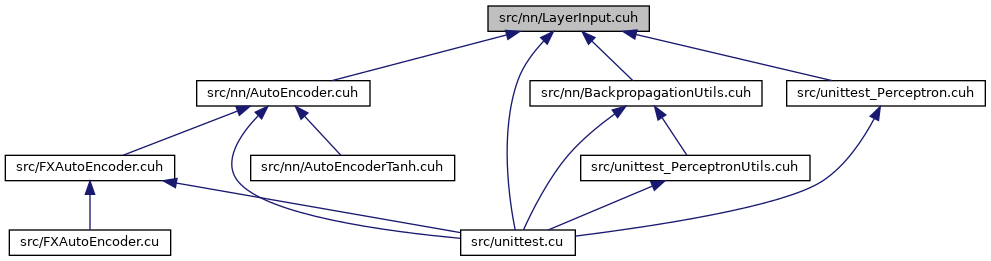 src/nn/LayerInput.cuh
src/nn/AutoEncoder.cuh
src/nn/BackpropagationUtils.cuh
src/unittest_Perceptron.cuh
src/FXAutoEncoder.cuh
src/nn/AutoEncoderTanh.cuh
src/unittest_PerceptronUtils.cuh
src/FXAutoEncoder.cu
src/unittest.cu